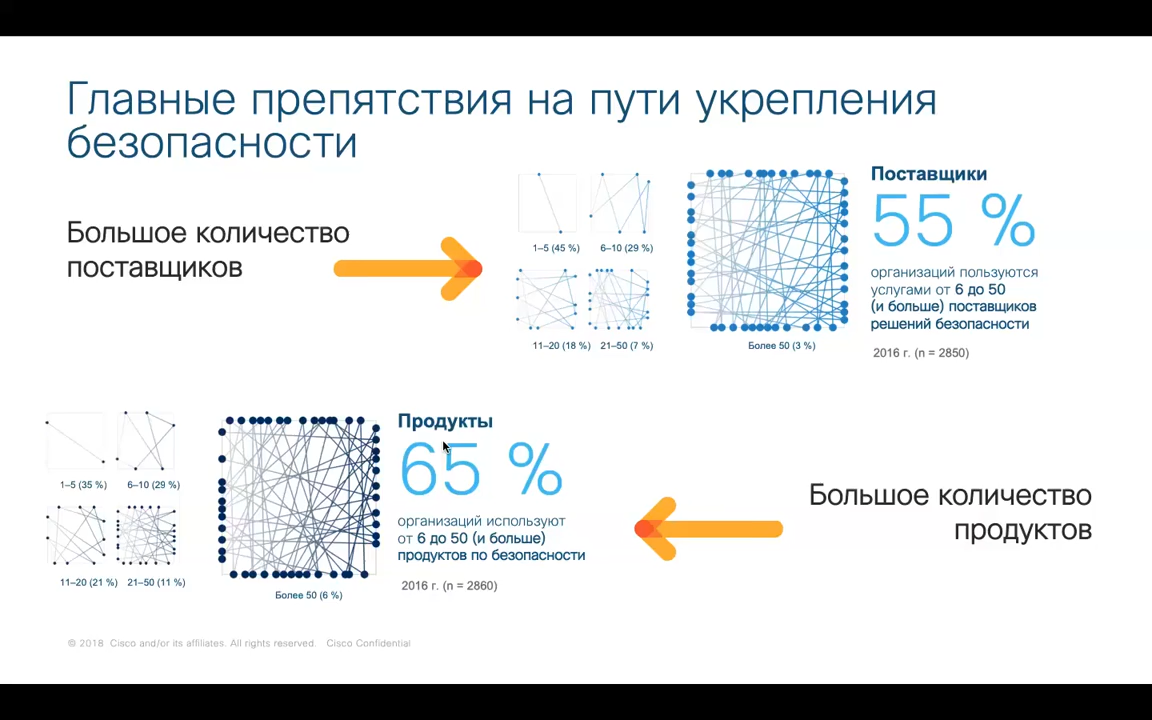 Главные препятствия на пути укрепления
безопасности
Большое количество
поставщиков
1–5 (45 %)
6–10 (29 %)
11–20 (18 %)
21–50 (7 %)
Более 50 (3 %)
Поставщики
55 %
организаций пользуются
услугами от 6 до 50
(и больше) поставщиков
решений безопасности
2016 г. (n = 2850)
1–5 (35 %)
6–10 (29 %)
11–20 (21 %)
21–50 (11 %)
Более 50 (6 %)
Продукты
65 %
организаций используют
от 6 до 50 (и больше)
продуктов по безопасности
2016 г. (n = 2860)
Большое количество
продуктов
© 2018 Cisco and/or its affiliates. All rights reserved. Cisco Confidential